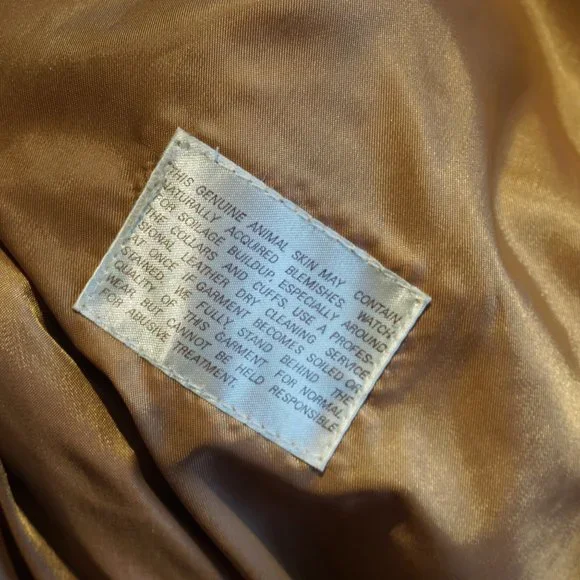 THIS GENUINE ANIMAL SKIN MAY CONTAIN
NATURALLY ACQUIRED BLEMISHES. WATCH
FOR SOILAGE BUILDUP, ESPECIALLY AROUND
THE COLLARS AND CUFFS. USE A PROFES-
SIONAL LEATHER DRY CLEANING SERVICE
AT ONCE IF GARMENT BECOMES SOILED OR
STAINED. WE FULLY STAND BEHIND THE
QUALITY OF THIS GARMENT FOR NORMAL
WEAR BUT CANNOT BE HELD RESPONSIBLE
FOR ABUSIVE TREATMENT.